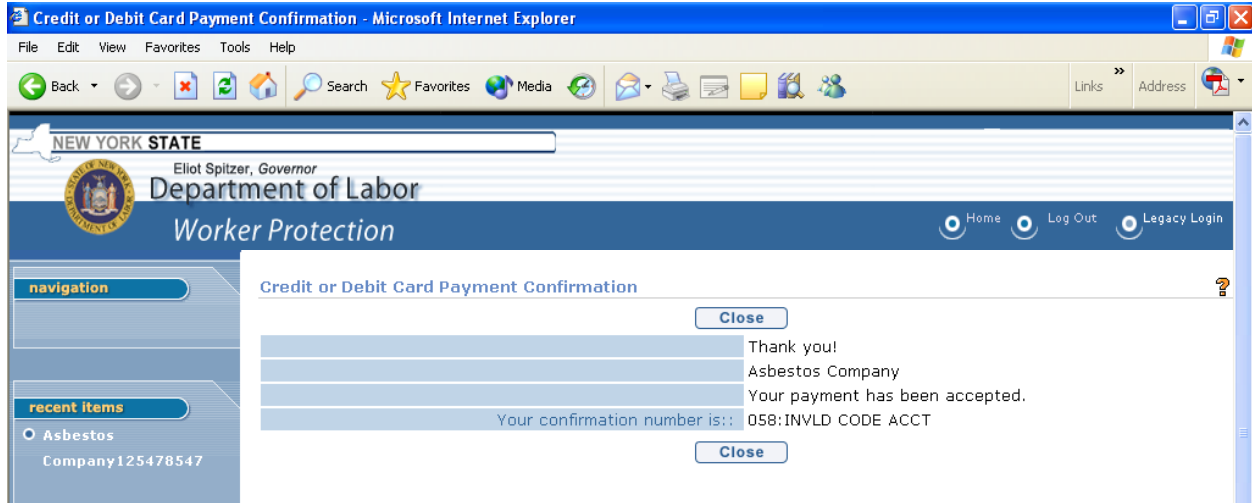 Credit or Debit Card Payment Confirmation - Microsoft Internet Explorer
File Edit View Favorites Tools Help
Back Search Favorites Media Links » Address
NEW YORK STATE
Eliot Spitzer, Governor
Department of Labor
Worker Protection
Home Log Out Legacy Login
navigation
Credit or Debit Card Payment Confirmation ?
Close
Thank you!
Asbestos Company
Your payment has been accepted.
Your confirmation number is:: 058:INVLD CODE ACCT
Close
recent items
Asbestos
Company125478547